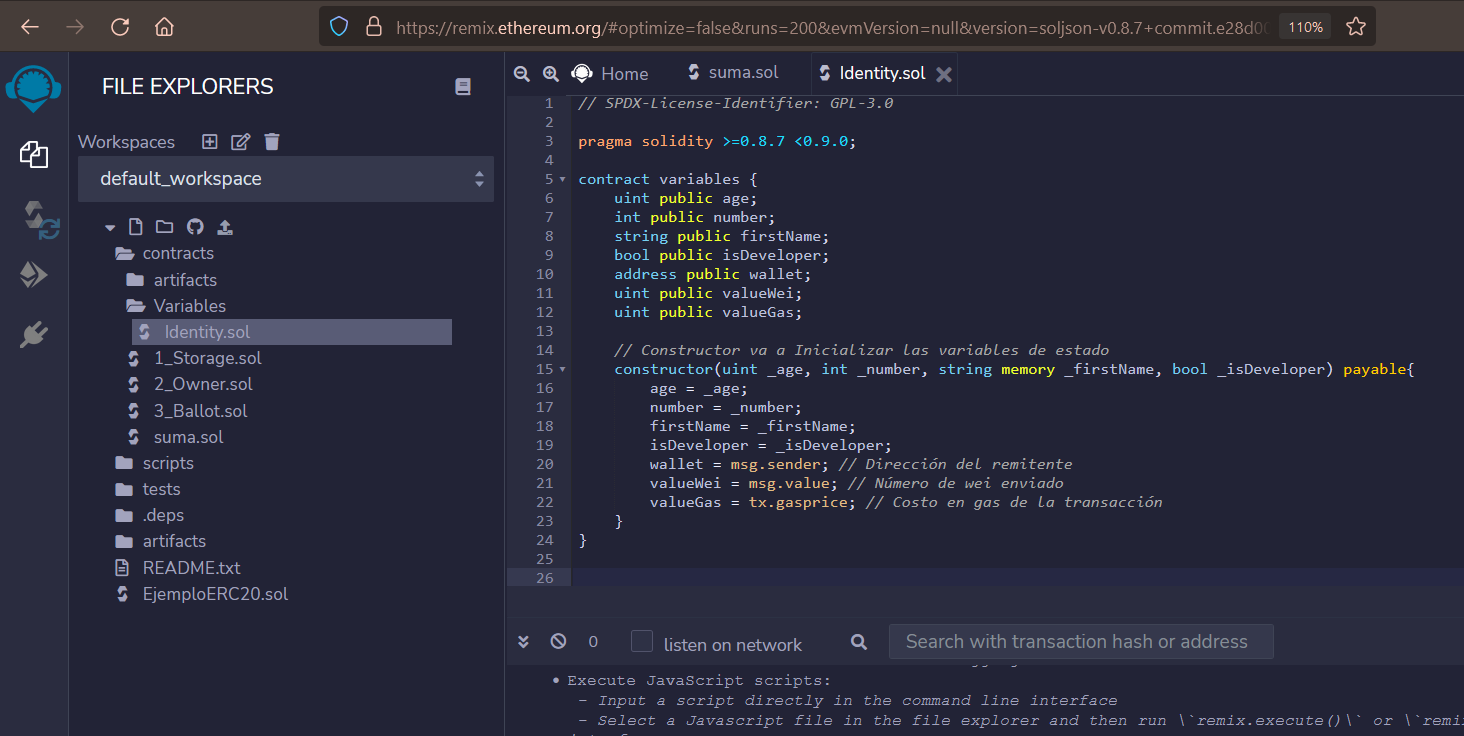 https://remix.ethereum.org/#optimize=false&runs=200&evmVersion=null&version=soljson-v0.8.7+commit.e28d00
110%
FILE EXPLORERS
Workspaces
default_workspace
contracts
artifacts
Variables
Identity.sol
1_Storage.sol
2_Owner.sol
3_Ballot.sol
suma.sol
scripts
tests
.deps
artifacts
README.txt
EjemploERC20.sol
Home
suma.sol
Identity.sol
1 // SPDX-License-Identifier: GPL-3.0
2
3 pragma solidity >=0.8.7 <0.9.0;
4
5 contract variables {
6 uint public age;
7 int public number;
8 string public firstName;
9 bool public isDeveloper;
10 address public wallet;
11 uint public valueWei;
12 uint public valueGas;
13
14 // Constructor va a Inicializar las variables de estado
15 constructor(uint _age, int _number, string memory _firstName, bool _isDeveloper) payable{
16 age = _age;
17 number = _number;
18 firstName = _firstName;
19 isDeveloper = _isDeveloper;
20 wallet = msg.sender; // Dirección del remitente
21 valueWei = msg.value; // Número de wei enviado
22 valueGas = tx.gasprice; // Costo en gas de la transacción
23 }
24 }
25
26
0
listen on network
Search with transaction hash or address
• Execute JavaScript scripts:
– Input a script directly in the command line interface
– Select a Javascript file in the file explorer and then run \`remix.execute()\` or \`remi